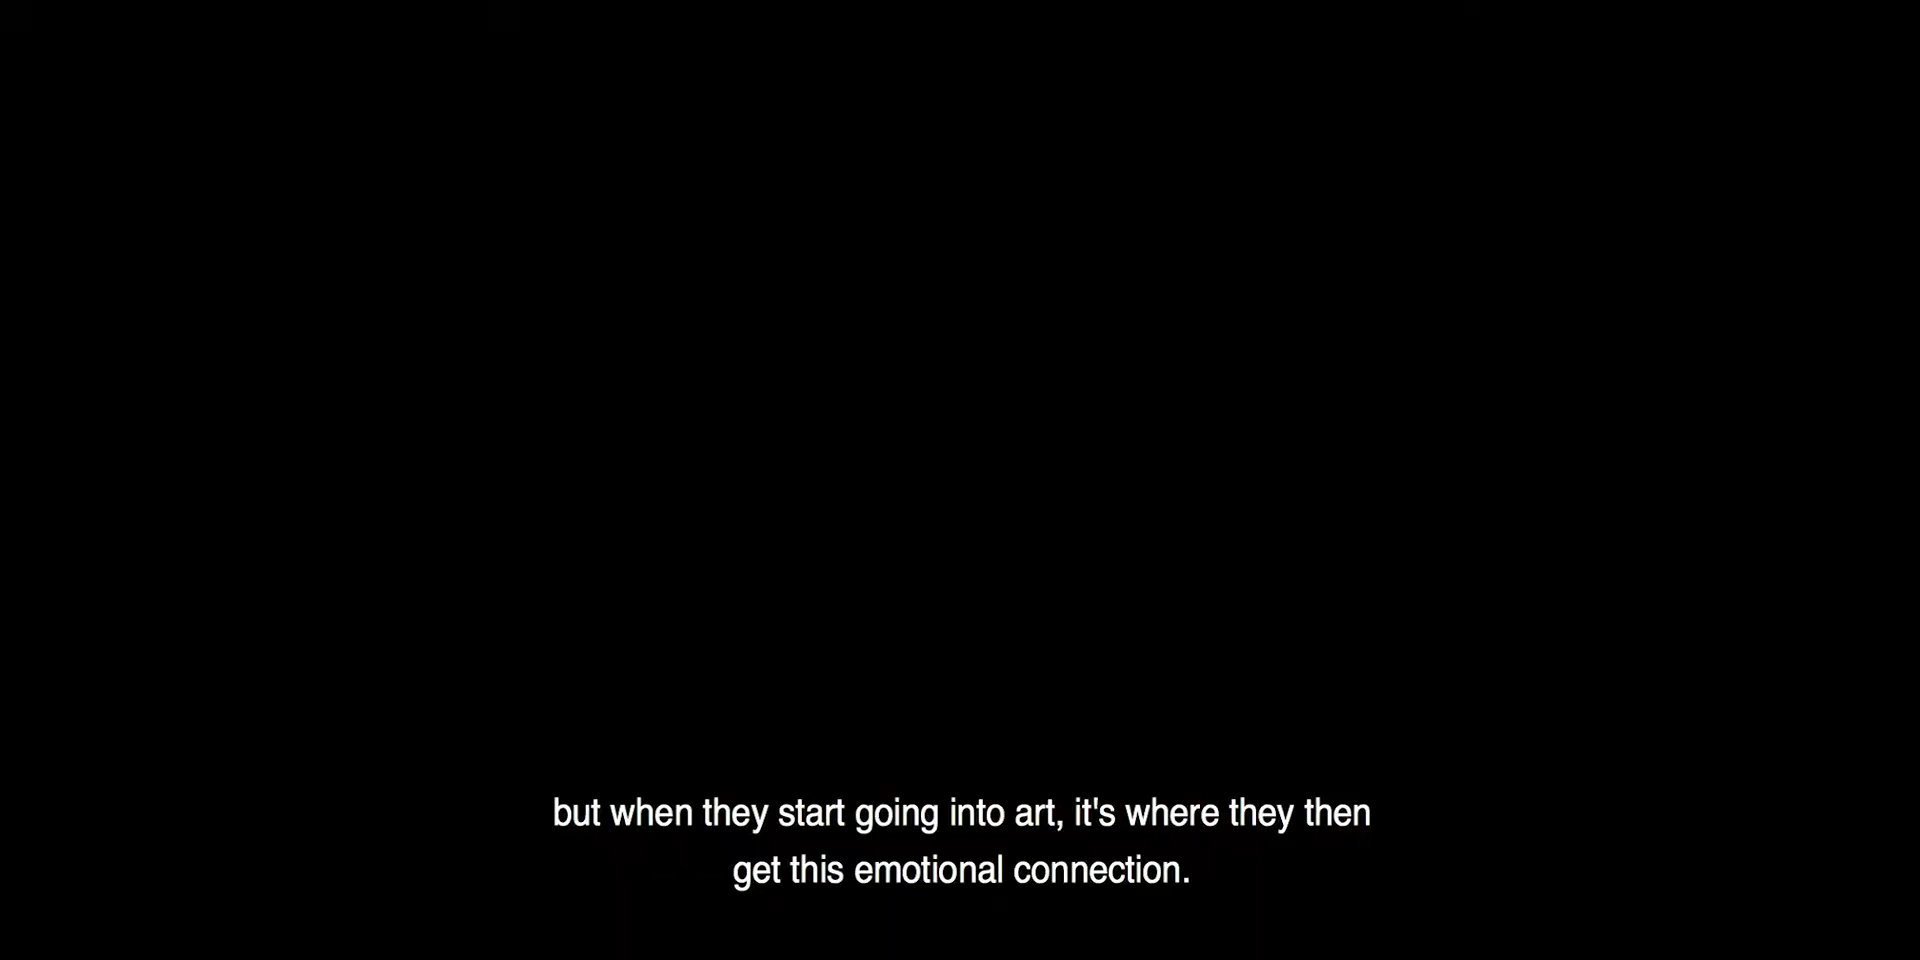 but when they start going into art, it's where they then
get this emotional connection.